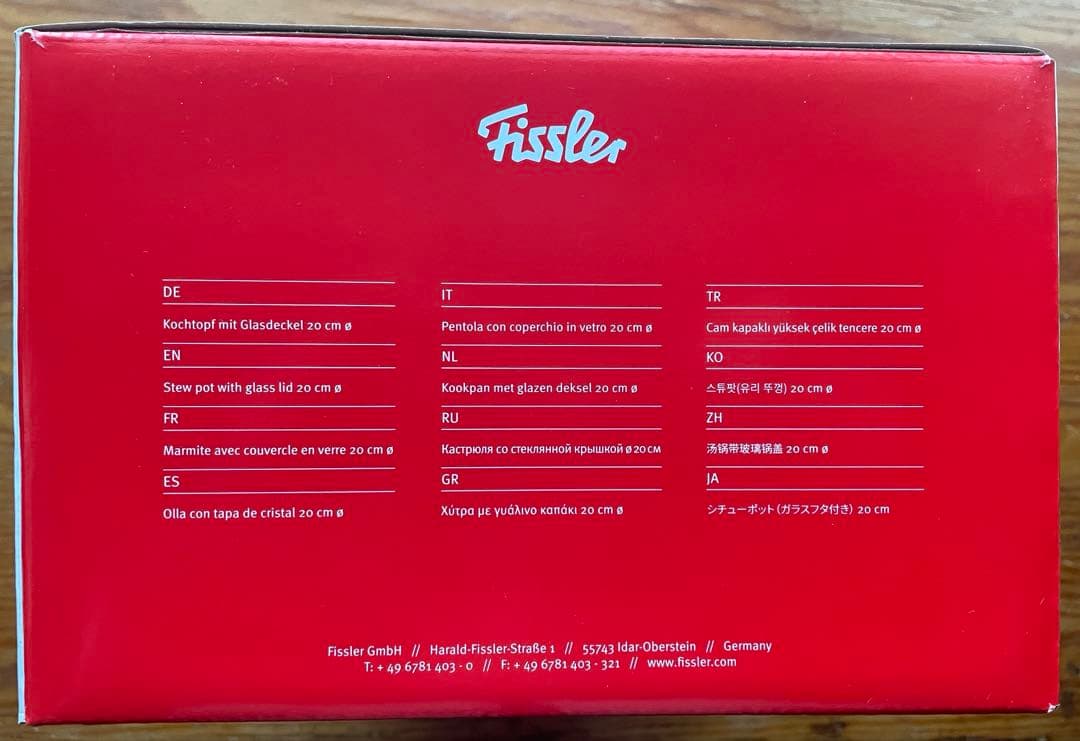 Fissler
DE
Kochtopf mit Glasdeckel 20 cm ø
EN
Stew pot with glass lid 20 cm ø
FR
Marmite avec couvercle en verre 20 cm ø
ES
Olla con tapa de cristal 20 cm ø
IT
Pentola con coperchio in vetro 20 cm ø
NL
Kookpan met glazen deksel 20 cm ø
RU
Кастрюля со стеклянной крышкой ø 20 см
GR
Χύτρα με γυάλινο καπάκι 20 cm ø
TR
Cam kapaklı yüksek çelik tencere 20 cm ø
KO
스튜팟(유리 뚜껑) 20 cm ø
ZH
汤锅带玻璃锅盖 20 cm ø
JA
シチューポット（ガラスフタ付き）20 cm
Fissler GmbH // Harald-Fissler-Straße 1 // 55743 Idar-Oberstein // Germany
T: + 49 6781 403 - 0 // F: + 49 6781 403 - 321 // www.fissler.com